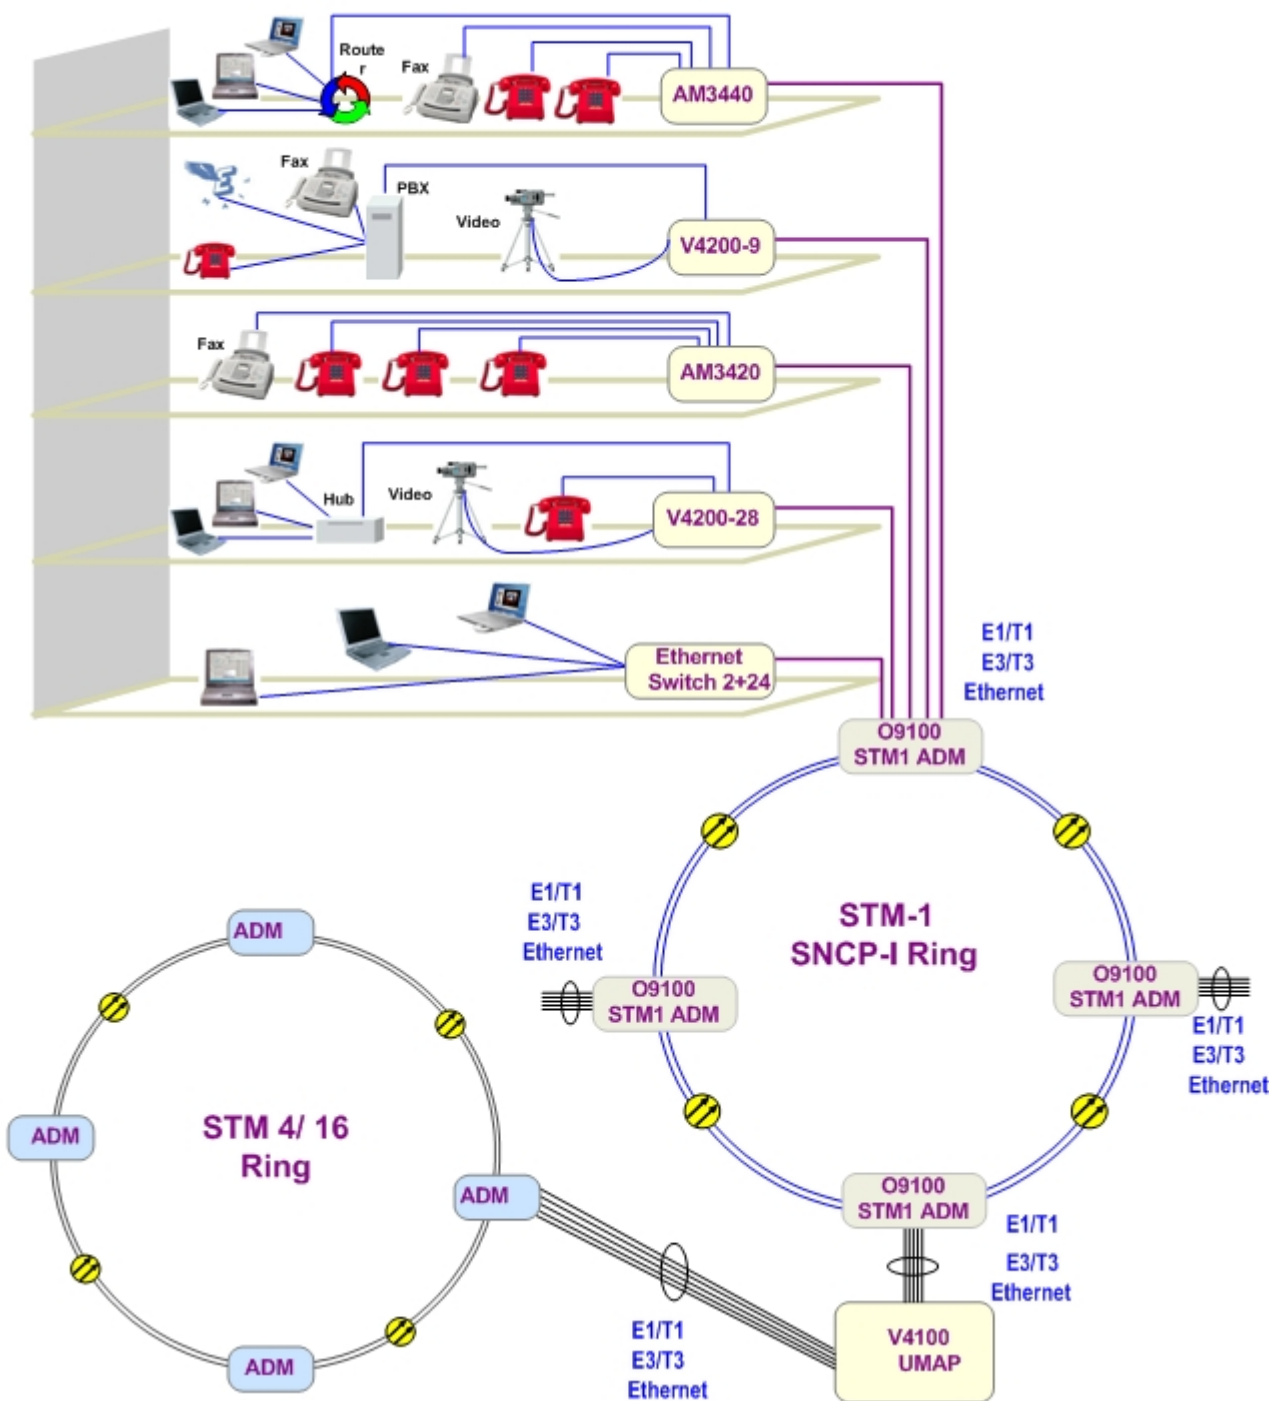 Route
r
Fax
AM3440
Fax
PBX
Video
V4200-9
Fax
AM3420
Hub
Video
V4200-28
Ethernet
Switch 2+24
E1/T1
E3/T3
Ethernet
O9100
STM1 ADM
E1/T1
E3/T3
Ethernet
STM-1
SNCP-I Ring
O9100
STM1 ADM
O9100
STM1 ADM
E1/T1
E3/T3
Ethernet
ADM
ADM
STM 4/ 16
Ring
ADM
O9100
STM1 ADM
E1/T1
E3/T3
Ethernet
E1/T1
E3/T3
Ethernet
V4100
UMAP
ADM